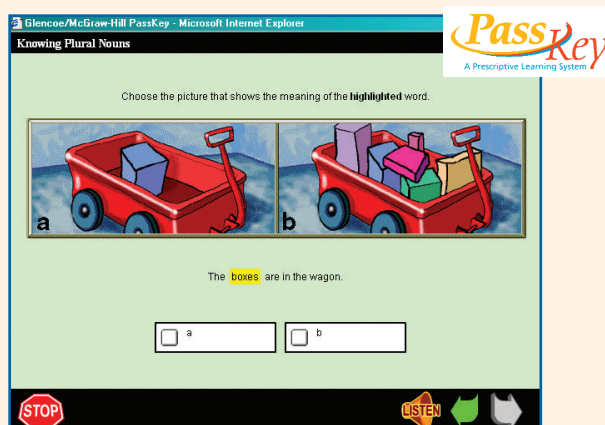 Glencoe/McGraw-Hill PassKey - Microsoft Internet Explorer
Knowing Plural Nouns
PassKey
A Prescriptive Learning System
Choose the picture that shows the meaning of the highlighted word.
a
b
The boxes are in the wagon.
a
b
STOP
LISTEN